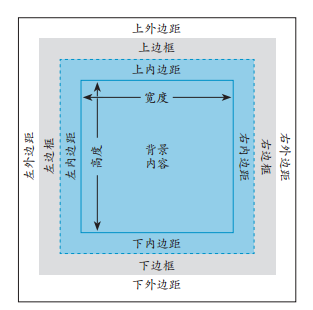 上外边距
上边框
上内边距
宽度
左外边距
左边框
左内边距
高度
背景
内容
右内边距
右边框
右外边距
下内边距
下边框
下外边距